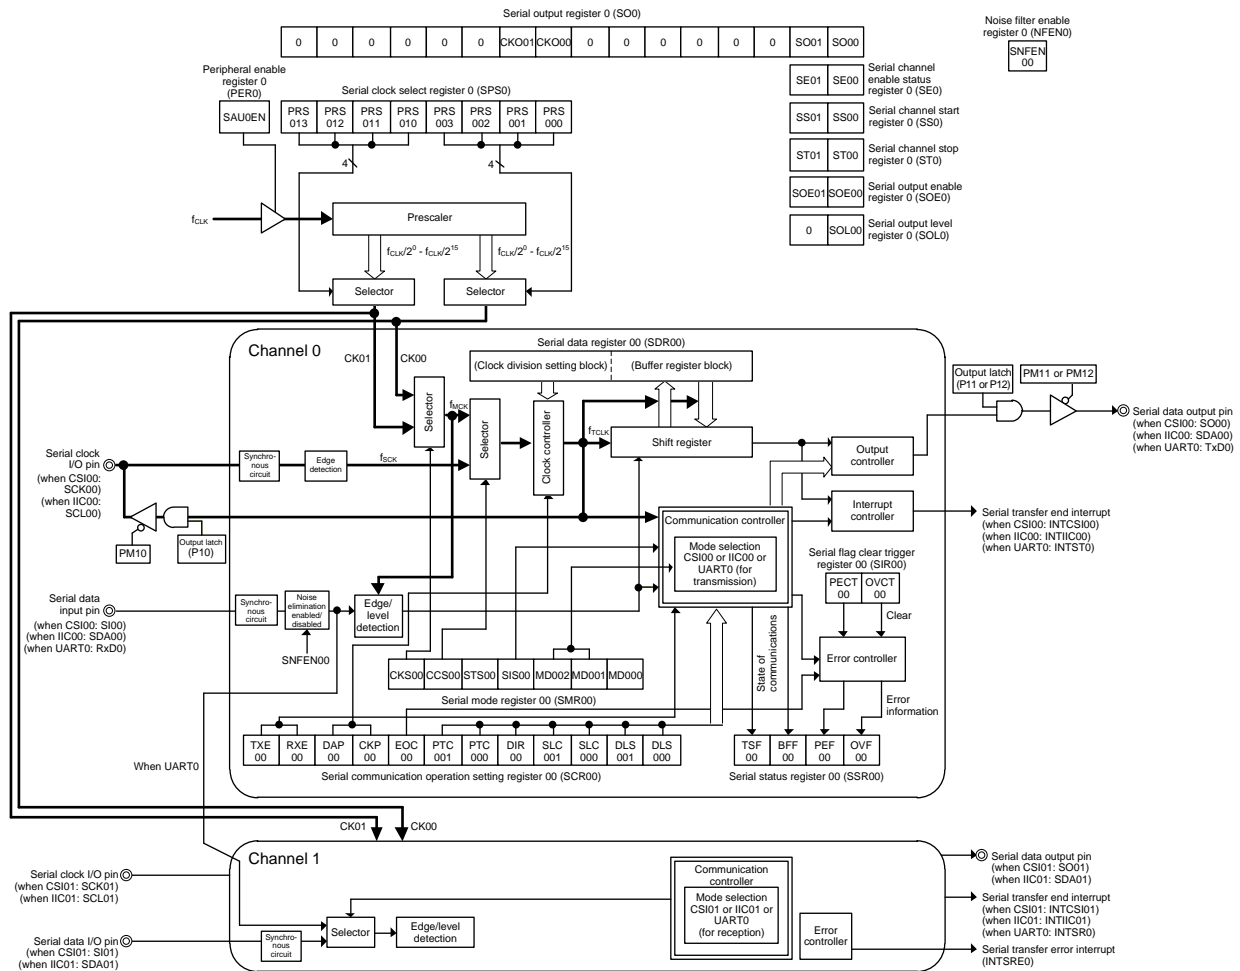 Serial output register 0 (SO0)
0 0 0 0 0 0 CKO01 CKO00 0 0 0 0 0 0 SO01 SO00
Noise filter enable
register 0 (NFEN0)
SNFEN
00
Peripheral enable
register 0
(PER0)
SAU0EN
Serial clock select register 0 (SPS0)
PRS
013
PRS
012
PRS
011
PRS
010
PRS
003
PRS
002
PRS
001
PRS
000
4
4
SE01 SE00
Serial channel
enable status
register 0 (SE0)
SS01 SS00
Serial channel start
register 0 (SS0)
ST01 ST00
Serial channel stop
register 0 (ST0)
SOE01 SOE00
Serial output enable
register 0 (SOE0)
0 SOL00
Serial output level
register 0 (SOL0)
fCLK
Prescaler
fCLK/2⁰ - fCLK/2¹⁵
fCLK/2⁰ - fCLK/2¹⁵
Selector
Selector
Channel 0
CK01
CK00
Serial data register 00 (SDR00)
(Clock division setting block)
(Buffer register block)
Selector
fMCK
Selector
Clock controller
fTCLK
Shift register
Output latch
(P11 or P12)
PM11 or PM12
Serial data output pin
(when CSI00: SO00)
(when IIC00: SDA00)
(when UART0: TxD0)
Output
controller
Serial clock
I/O pin
(when CSI00:
SCK00)
(when IIC00:
SCL00)
Synchro-
nous
circuit
Edge
detection
fSCK
PM10
Output latch
(P10)
Communication controller
Mode selection
CSI00 or IIC00 or
UART0 (for
transmission)
Interrupt
controller
Serial transfer end interrupt
(when CSI00: INTCSI00)
(when IIC00: INTIIC00)
(when UART0: INTST0)
Serial flag clear trigger
register 00 (SIR00)
PECT
00
OVCT
00
Clear
Serial data
input pin
(when CSI00: SI00)
(when IIC00: SDA00)
(when UART0: RxD0)
Synchro-
nous
circuit
Noise
elimination
enabled/
disabled
SNFEN00
Edge/
level
detection
CKS00 CCS00 STS00 SIS00 MD002 MD001 MD000
Serial mode register 00 (SMR00)
State of
communications
Error controller
Error
information
When UART0
TXE
00
RXE
00
DAP
00
CKP
00
EOC
00
PTC
001
PTC
000
DIR
00
SLC
001
SLC
000
DLS
001
DLS
000
Serial communication operation setting register 00 (SCR00)
TSF
00
BFF
00
PEF
00
OVF
00
Serial status register 00 (SSR00)
CK01
CK00
Channel 1
Serial clock I/O pin
(when CSI01: SCK01)
(when IIC01: SCL01)
Serial data I/O pin
(when CSI01: SI01)
(when IIC01: SDA01)
Synchro-
nous
circuit
Selector
Edge/level
detection
Communication
controller
Mode selection
CSI01 or IIC01 or
UART0
(for reception)
Error
controller
Serial data output pin
(when CSI01: SO01)
(when IIC01: SDA01)
Serial transfer end interrupt
(when CSI01: INTCSI01)
(when IIC01: INTIIC01)
(when UART0: INTSR0)
Serial transfer error interrupt
(INTSRE0)